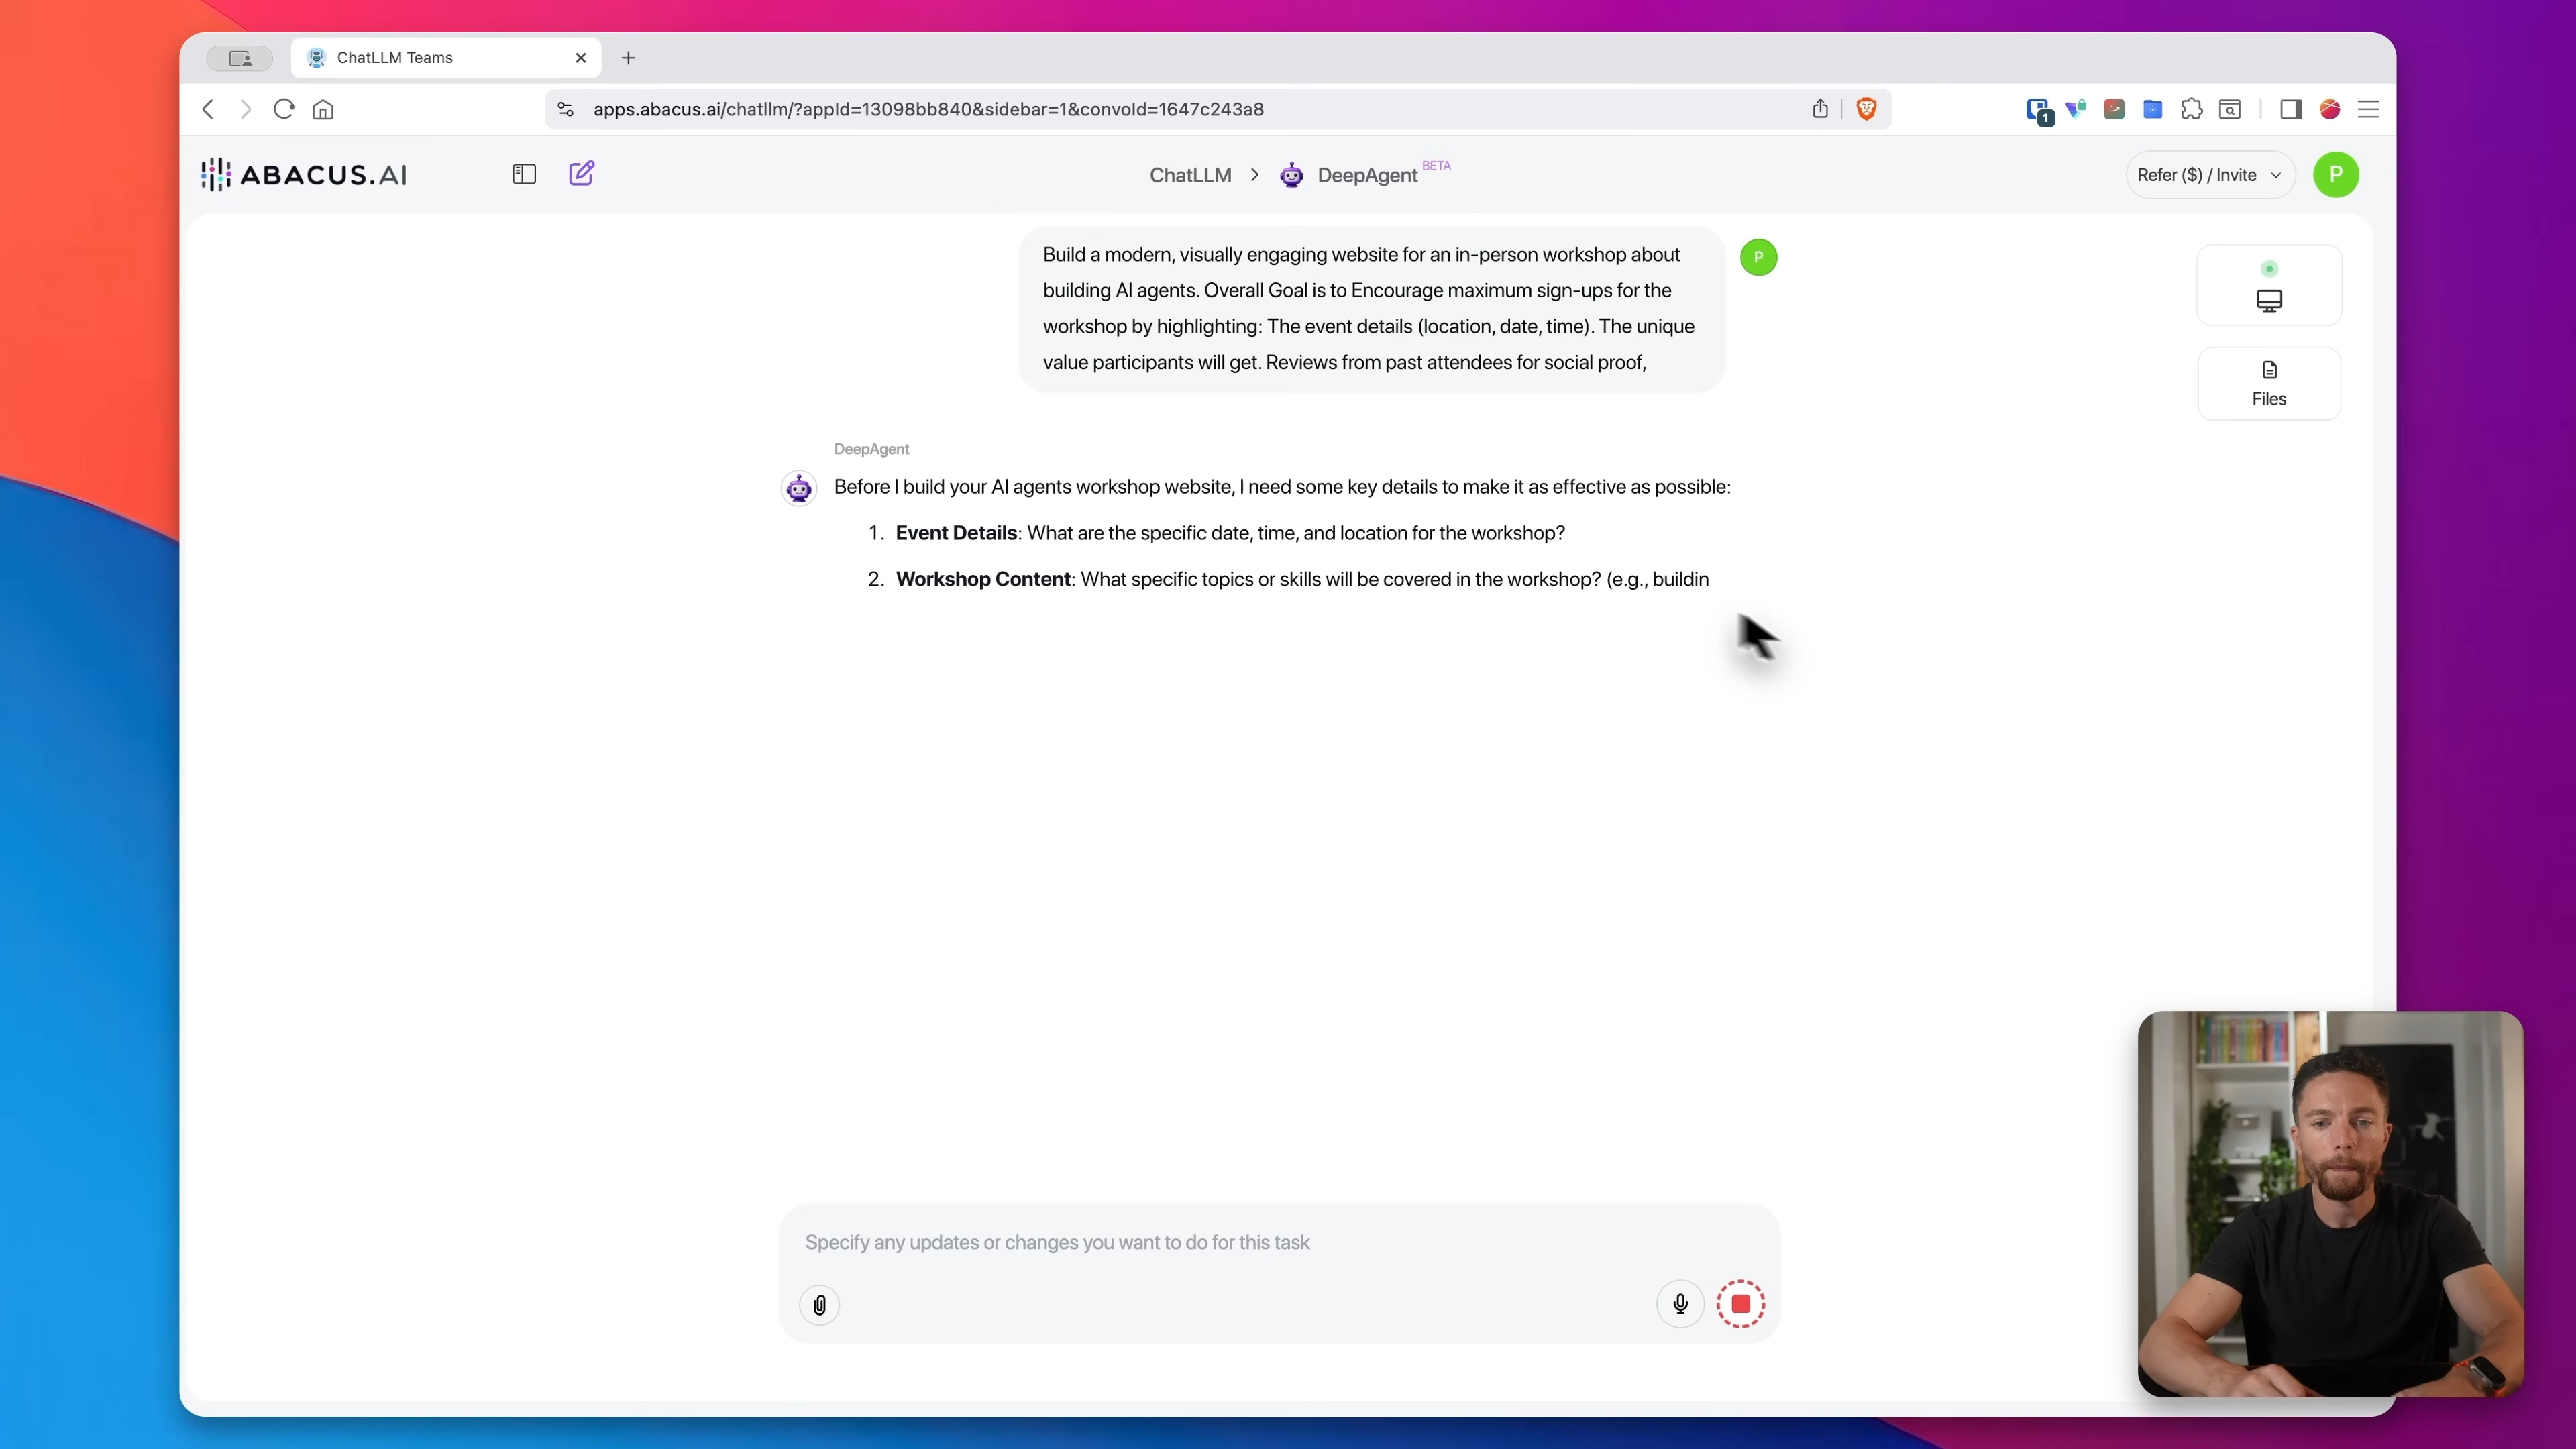 ChatLLM Teams
apps.abacus.ai/chatllm/?appId=13098bb840&sidebar=1&convoId=1647c243a8
1
ABACUS.AI
ChatLLM > DeepAgent BETA
Refer ($) / Invite
P
Build a modern, visually engaging website for an in-person workshop about
building AI agents. Overall Goal is to Encourage maximum sign-ups for the
workshop by highlighting: The event details (location, date, time). The unique
value participants will get. Reviews from past attendees for social proof,
P
Files
DeepAgent
Before I build your AI agents workshop website, I need some key details to make it as effective as possible:
1. Event Details: What are the specific date, time, and location for the workshop?
2. Workshop Content: What specific topics or skills will be covered in the workshop? (e.g., buildin
Specify any updates or changes you want to do for this task